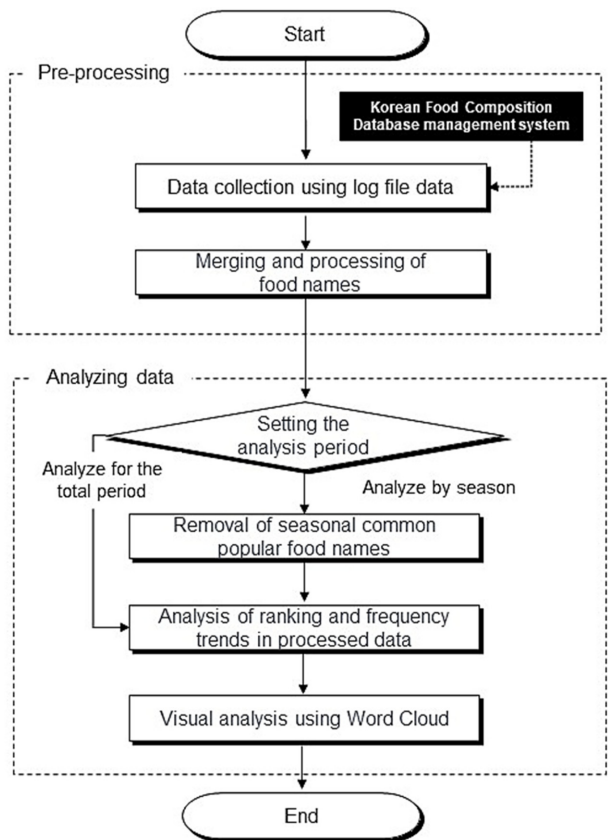 Start
Pre-processing
Korean Food Composition
Database management system
Data collection using log file data
Merging and processing of
food names
Analyzing data
Setting the
analysis period
Analyze for the
total period
Analyze by season
Removal of seasonal common
popular food names
Analysis of ranking and frequency
trends in processed data
Visual analysis using Word Cloud
End